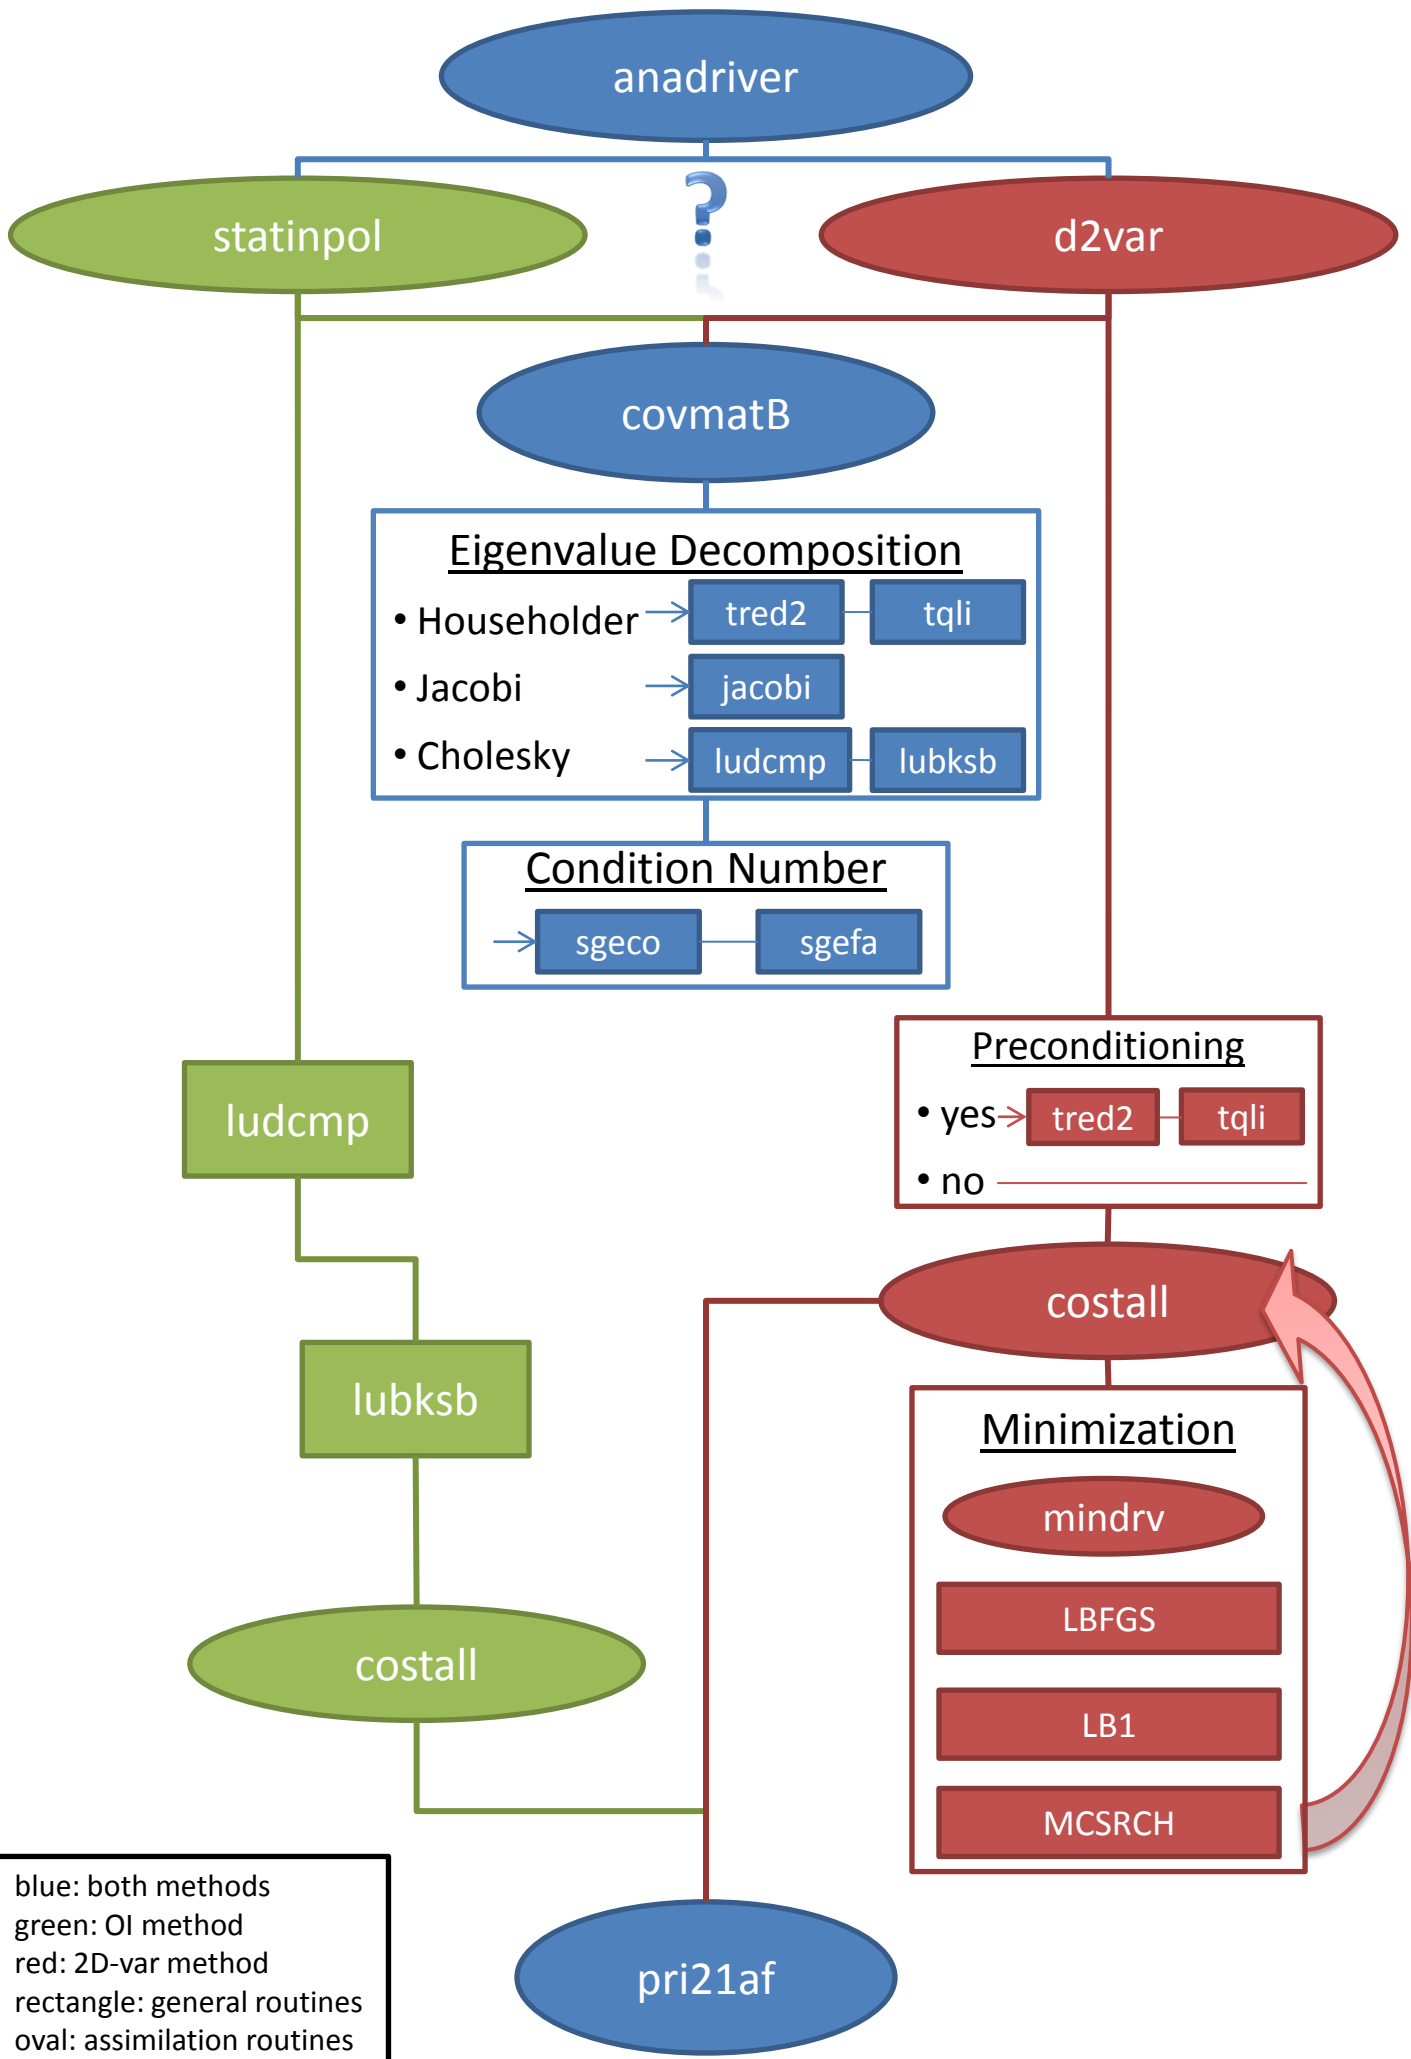 anadriver
statinpol
?
d2var
covmatB
Eigenvalue Decomposition
• Householder tred2 tqli
• Jacobi jacobi
• Cholesky ludcmp lubksb
Condition Number
sgeco sgefa
Preconditioning
• yes tred2 tqli
• no
ludcmp
costall
lubksb
Minimization
mindrv
LBFGS
costall
LB1
MCSRCH
blue: both methods
green: OI method
red: 2D-var method
rectangle: general routines
oval: assimilation routines
pri21af